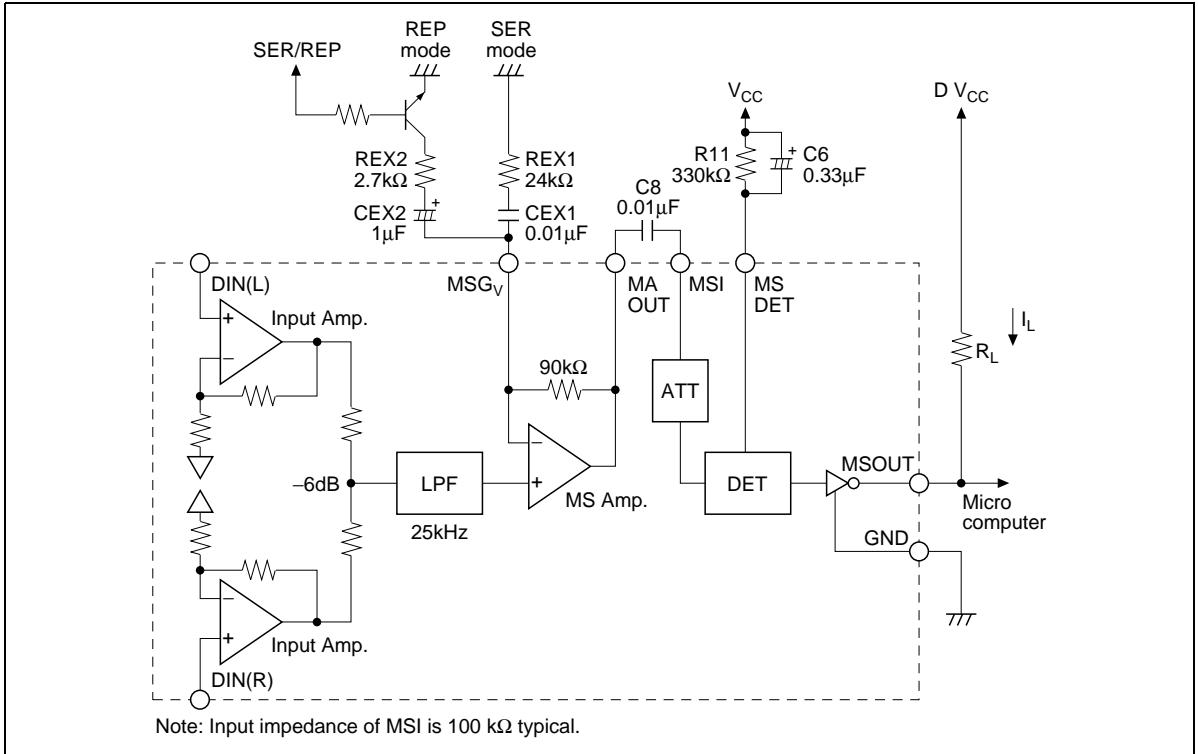 REP
mode
SER
mode
SER/REP
VCC
D VCC
REX2
2.7kΩ
REX1
24kΩ
R11
330kΩ
+
C6
0.33μF
C8
0.01μF
CEX2
1μF
+
CEX1
0.01μF
DIN(L)
MSGV
MA
OUT
MSI
MS
DET
Input Amp.
+
−
90kΩ
IL
RL
ATT
−6dB
LPF
25kHz
−
+
MS Amp.
DET
MSOUT
Micro
computer
GND
−
+
Input Amp.
DIN(R)
Note: Input impedance of MSI is 100 kΩ typical.